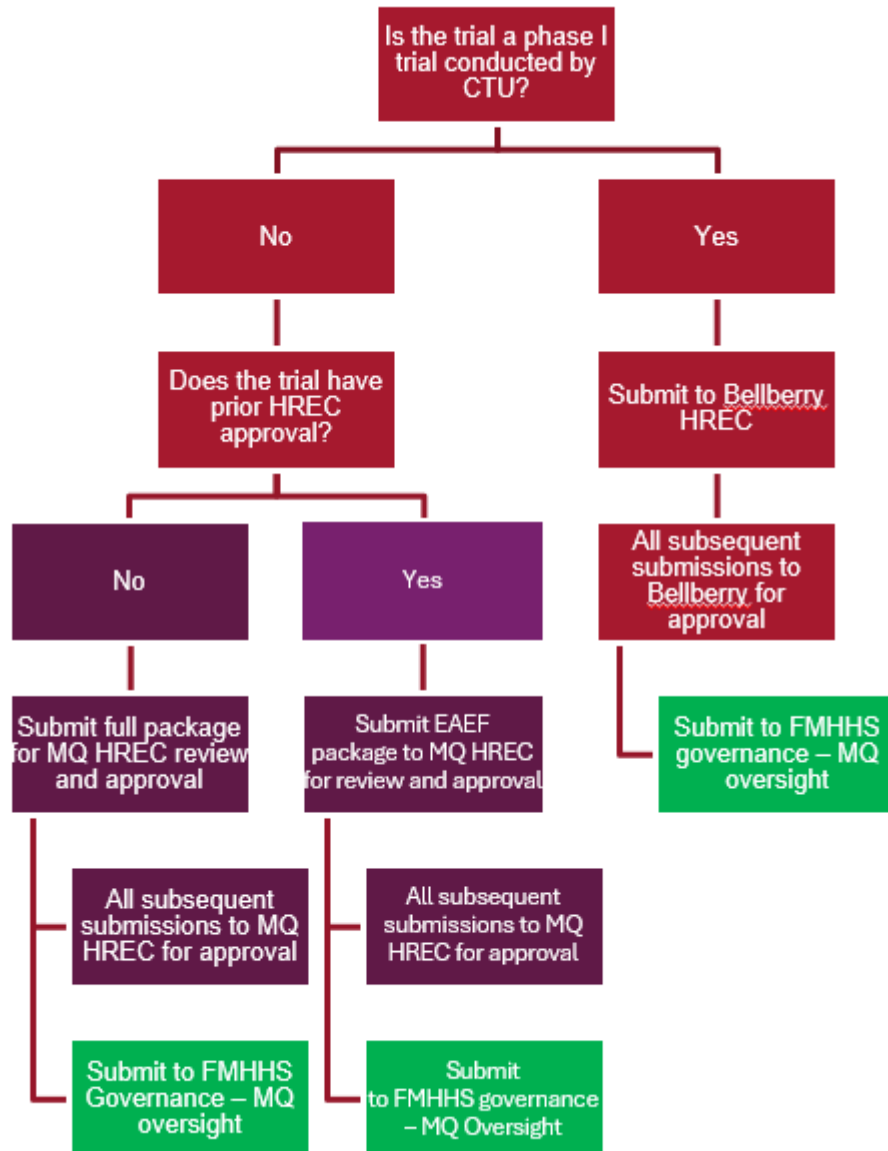 Is the trial a phase I
trial conducted by
CTU?
No
Yes
Does the trial have
prior HREC
approval?
Submit to Bellberry
HREC
No
Yes
All subsequent
submissions to
Bellberry for
approval
Submit full package
for MQ HREC review
and approval
Submit EAEF
package to MQ HREC
for review and approval
Submit to FMHHS
governance – MQ
oversight
All subsequent
submissions to MQ
HREC for approval
All subsequent
submissions to MQ
HREC for approval
Submit to FMHHS
Governance – MQ
oversight
Submit
to FMHHS governance
– MQ Oversight